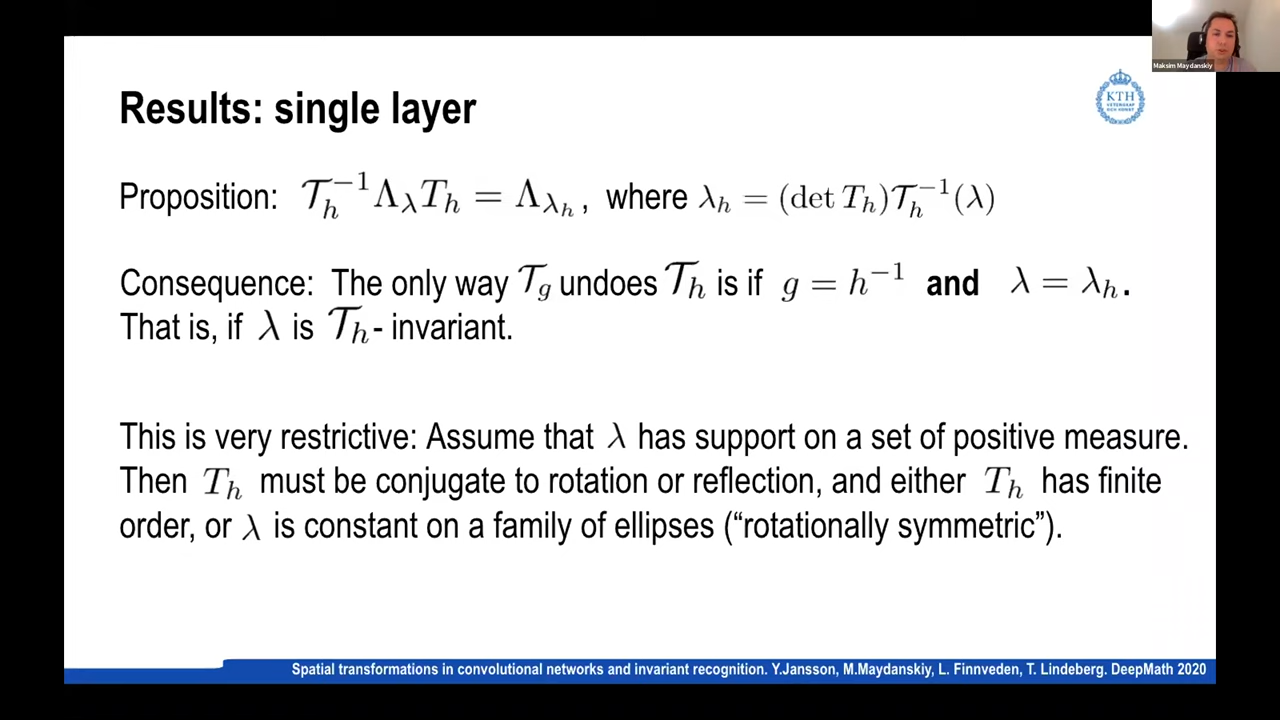 Maksim Maydanskiy
KTH
VETENSKAP
OCH KONST
Results: single layer
Proposition: 𝒯_h^{-1} Λ_λ T_h = Λ_{λ_h}, where λ_h = (det T_h)𝒯_h^{-1}(λ)
Consequence: The only way 𝒯_g undoes 𝒯_h is if g = h^{-1} and λ = λ_h.
That is, if λ is 𝒯_h- invariant.
This is very restrictive: Assume that λ has support on a set of positive measure.
Then T_h must be conjugate to rotation or reflection, and either T_h has finite
order, or λ is constant on a family of ellipses (“rotationally symmetric”).
Spatial transformations in convolutional networks and invariant recognition. Y.Jansson, M.Maydanskiy, L. Finnveden, T. Lindeberg. DeepMath 2020